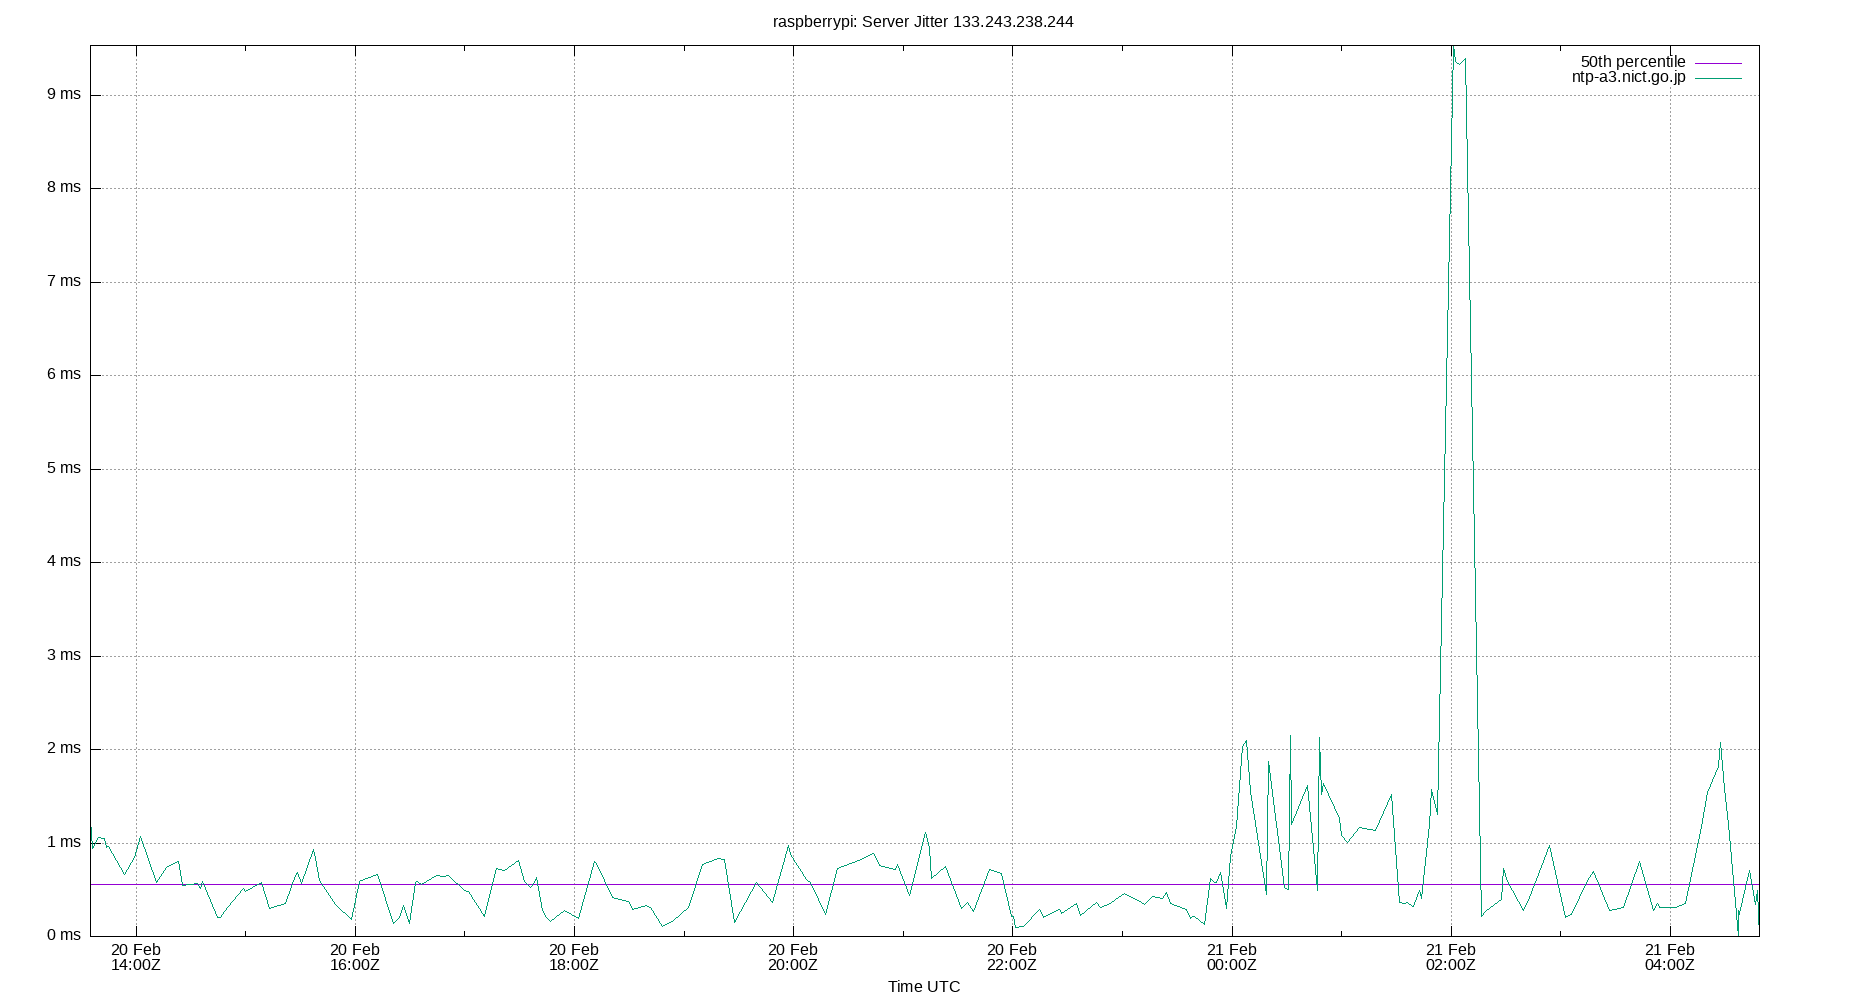 raspberrypi: Server Jitter 133.243.238.244
50th percentile
ntp-a3.nict.go.jp
9 ms
8 ms
7 ms
6 ms
5 ms
4 ms
3 ms
2 ms
1 ms
0 ms
20 Feb 20 Feb 20 Feb 20 Feb 20 Feb 21 Feb 21 Feb 21 Feb
14:00Z 16:00Z 18:00Z 20:00Z 22:00Z 00:00Z 02:00Z 04:00Z
Time UTC